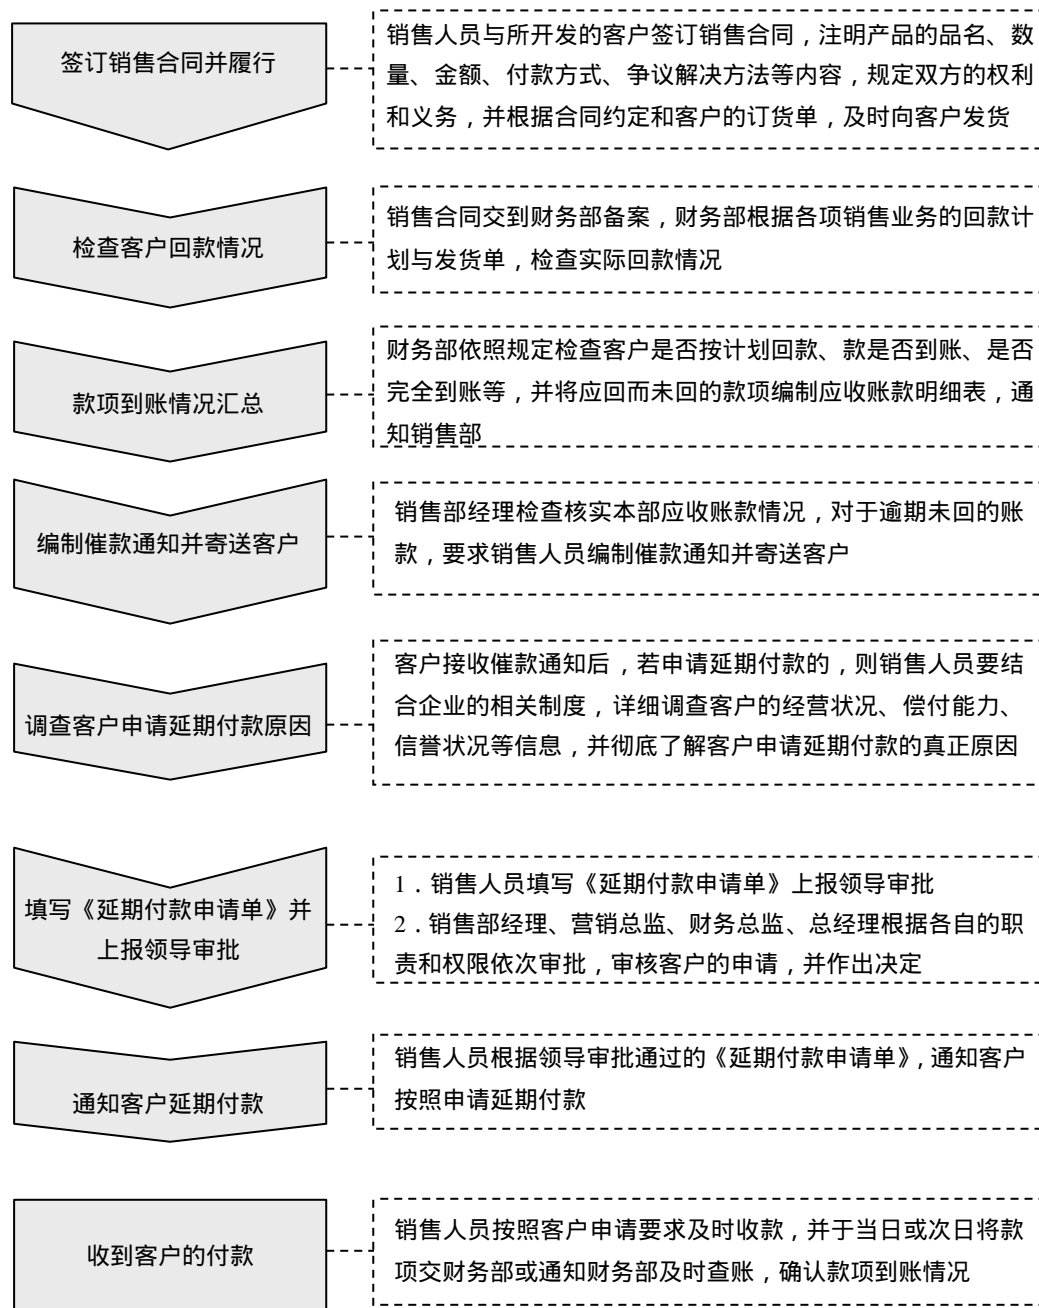 签订销售合同并履行
销售人员与所开发的客户签订销售合同，注明产品的品名、数
量、金额、付款方式、争议解决方法等内容，规定双方的权利
和义务，并根据合同约定和客户的订货单，及时向客户发货
检查客户回款情况
销售合同交到财务部备案，财务部根据各项销售业务的回款计
划与发货单，检查实际回款情况
款项到账情况汇总
财务部依照规定检查客户是否按计划回款、款是否到账、是否
完全到账等，并将应回而未回的款项编制应收账款明细表，通
知销售部
编制催款通知并寄送客户
销售部经理检查核实本部应收账款情况，对于逾期未回的账
款，要求销售人员编制催款通知并寄送客户
调查客户申请延期付款原因
客户接收催款通知后，若申请延期付款的，则销售人员要结
合企业的相关制度，详细调查客户的经营状况、偿付能力、
信誉状况等信息，并彻底了解客户申请延期付款的真正原因
填写《延期付款申请单》并
上报领导审批
1．销售人员填写《延期付款申请单》上报领导审批
2．销售部经理、营销总监、财务总监、总经理根据各自的职
责和权限依次审批，审核客户的申请，并作出决定
通知客户延期付款
销售人员根据领导审批通过的《延期付款申请单》，通知客户
按照申请延期付款
收到客户的付款
销售人员按照客户申请要求及时收款，并于当日或次日将款
项交财务部或通知财务部及时查账，确认款项到账情况